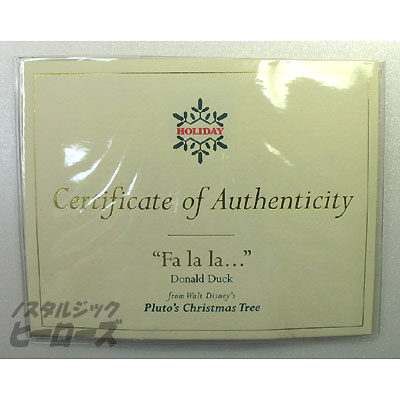 HOLIDAY
Certificate of Authenticity
“Fa la la...”
Donald Duck
from Walt Disney's
Pluto's Christmas Tree
ノスタルジック
ヒーローズ